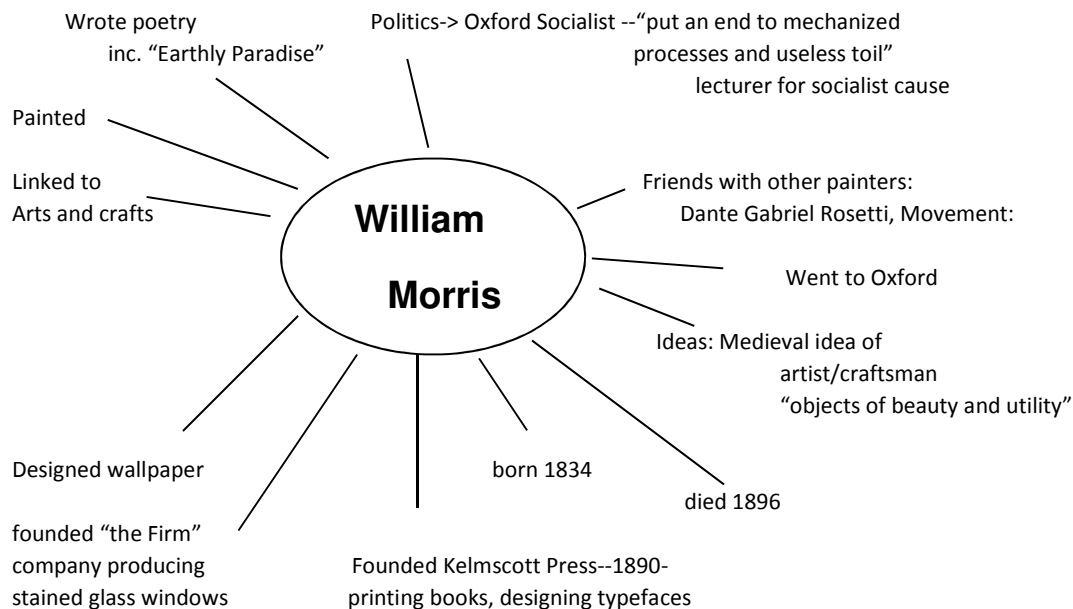 Wrote poetry
inc. “Earthly Paradise”
Politics-> Oxford Socialist --“put an end to mechanized
processes and useless toil”
lecturer for socialist cause
Painted
Linked to
Arts and crafts
William
Morris
Friends with other painters:
Dante Gabriel Rosetti, Movement:
Went to Oxford
Ideas: Medieval idea of
artist/craftsman
“objects of beauty and utility”
Designed wallpaper
founded “the Firm”
company producing
stained glass windows
born 1834
died 1896
Founded Kelmscott Press--1890-
printing books, designing typefaces